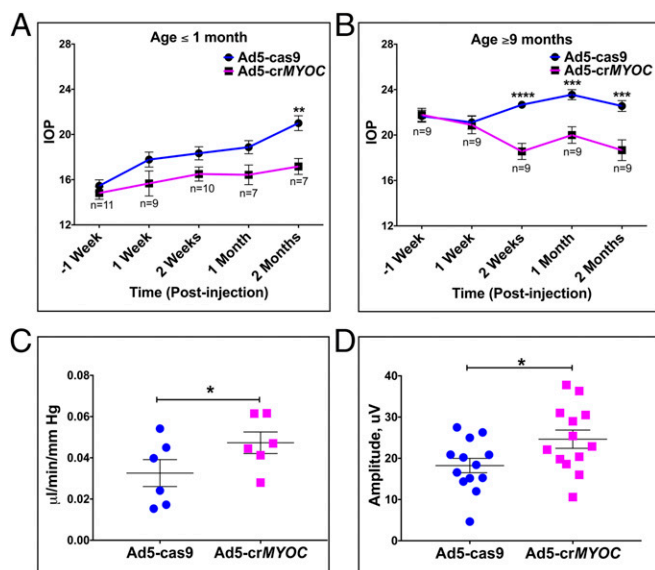 A
Age ≤ 1 month
Ad5-cas9
Ad5-crMYOC
28
24
20
16
12
IOP
**
n=11
n=9
n=10
n=7
n=7
-1 Week
1 Week
2 Weeks
1 Month
2 Months
Time (Post-injection)
B
Age ≥9 months
Ad5-cas9
Ad5-crMYOC
28
24
20
16
12
IOP
****
***
***
n=9
n=9
n=9
n=9
n=9
-1 Week
1 Week
2 Weeks
1 Month
2 Months
Time (Post-injection)
C
µl/min/mm Hg
0.08
0.06
0.04
0.02
0.00
*
Ad5-cas9
Ad5-crMYOC
D
Amplitude, uV
40
30
20
10
0
*
Ad5-cas9
Ad5-crMYOC